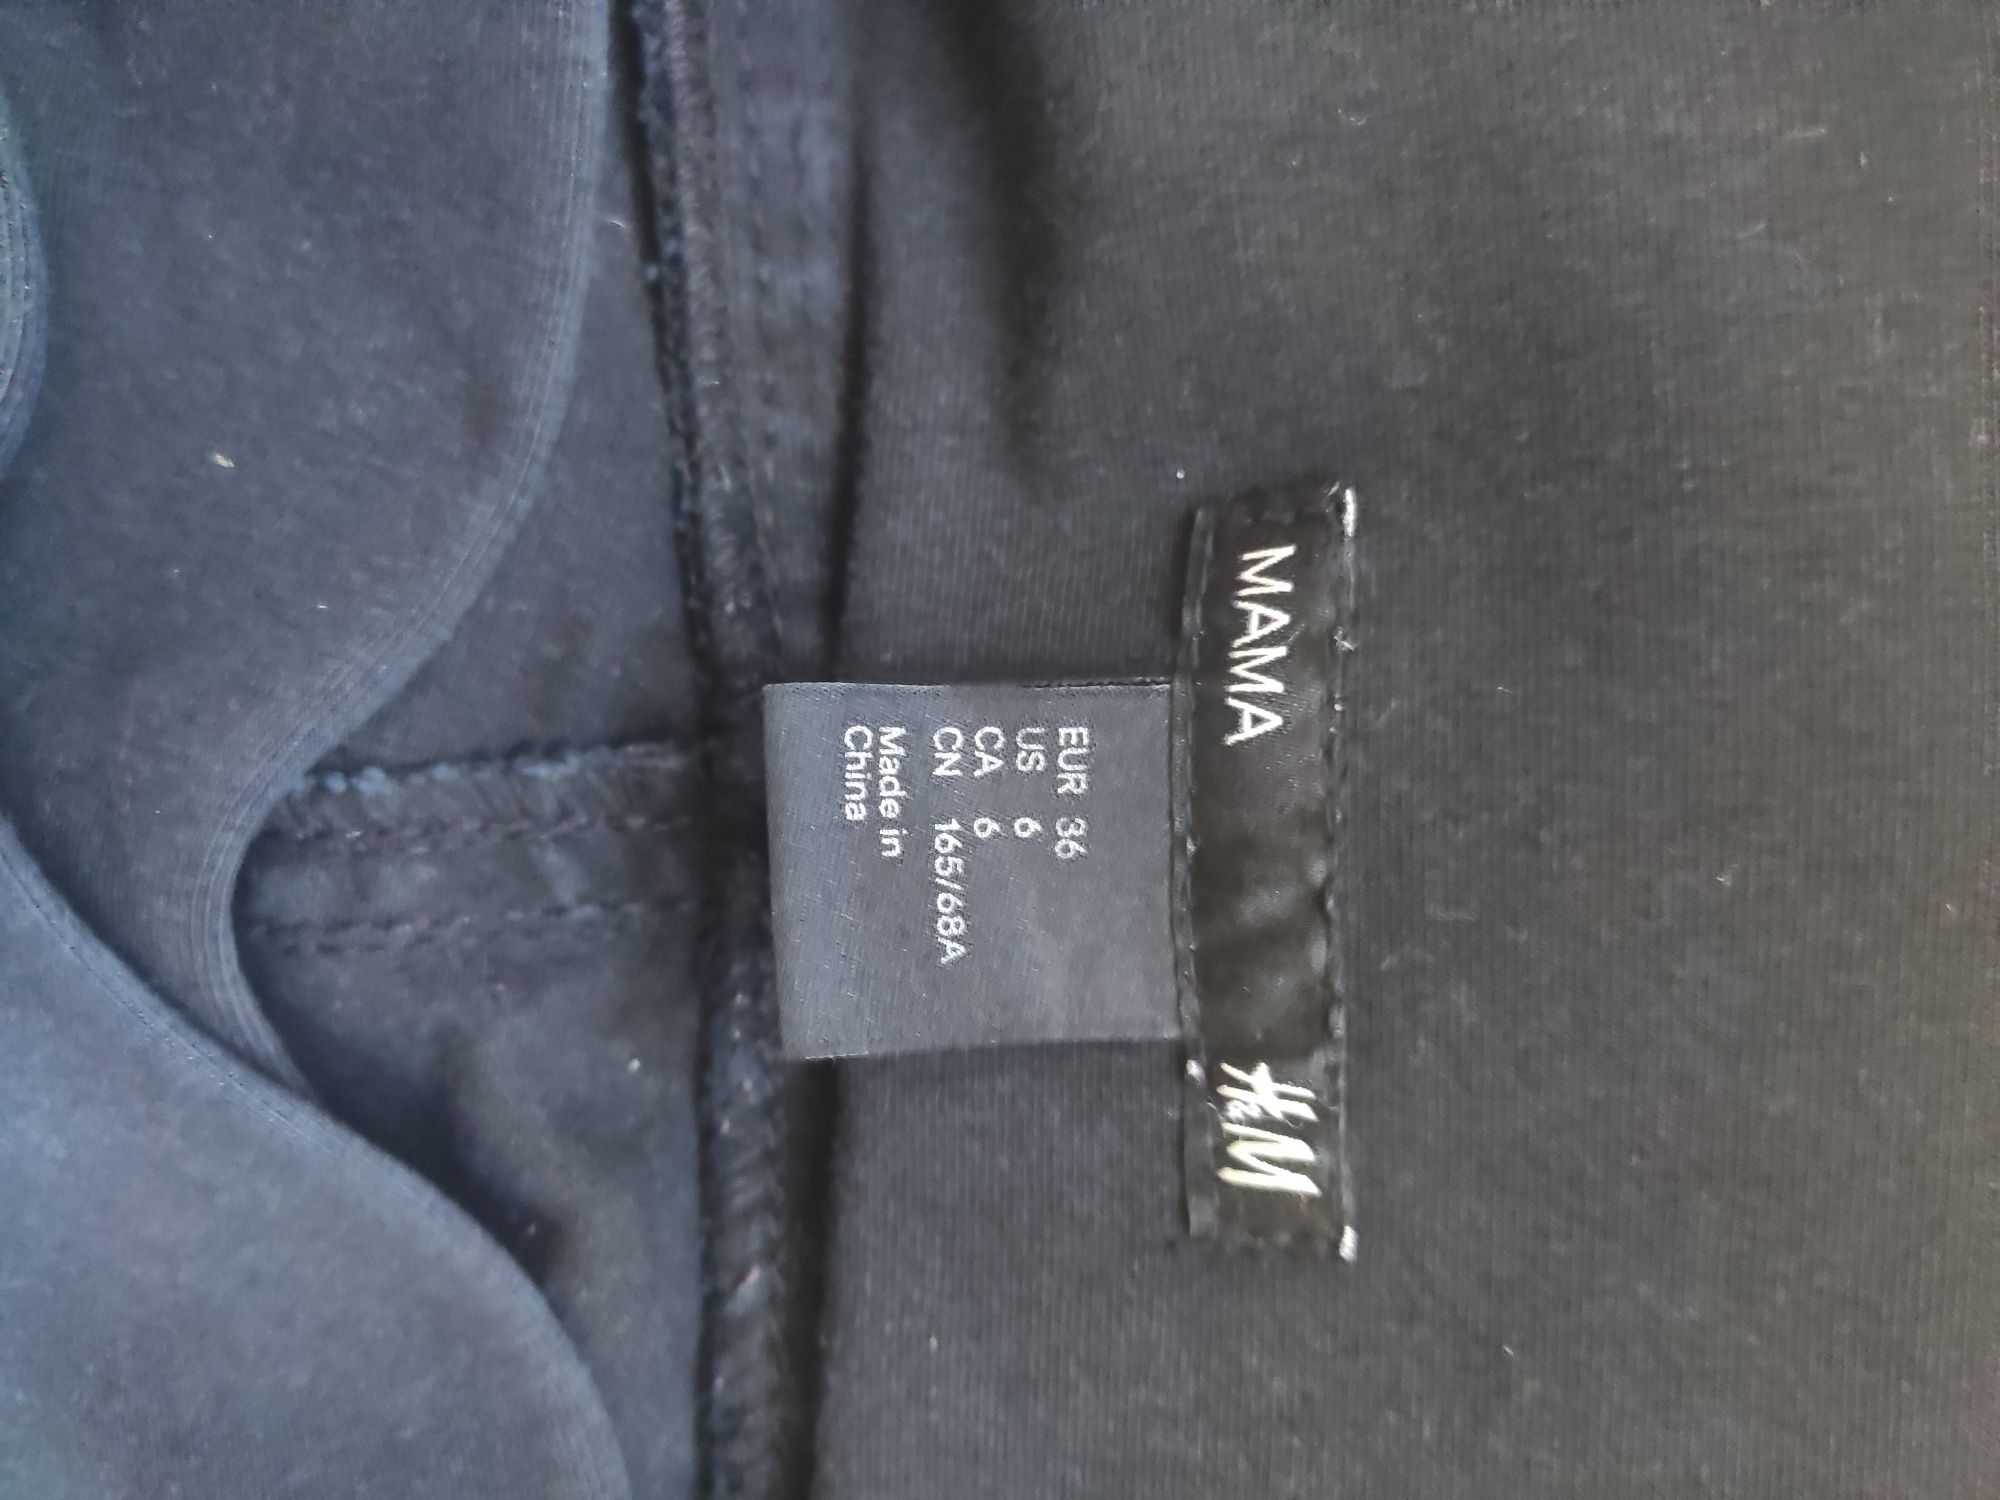 MAMA H&M
EUR 36
US 6
CA 6
CN 165/68A
Made in
China